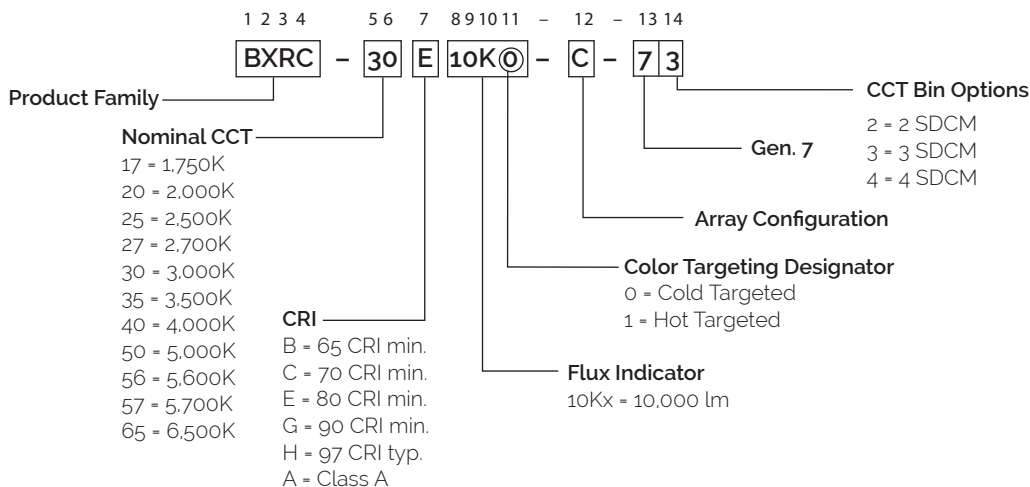 1 2 3 4 5 6 7 8 9 10 11 – 12 – 13 14
BXRC – 30 E 10K0 – C – 7 3
Product Family
Nominal CCT
17 = 1,750K
20 = 2,000K
25 = 2,500K
27 = 2,700K
30 = 3,000K
35 = 3,500K
40 = 4,000K
50 = 5,000K
56 = 5,600K
57 = 5,700K
65 = 6,500K
CRI
B = 65 CRI min.
C = 70 CRI min.
E = 80 CRI min.
G = 90 CRI min.
H = 97 CRI typ.
A = Class A
Flux Indicator
10Kx = 10,000 lm
Color Targeting Designator
0 = Cold Targeted
1 = Hot Targeted
Array Configuration
Gen. 7
CCT Bin Options
2 = 2 SDCM
3 = 3 SDCM
4 = 4 SDCM